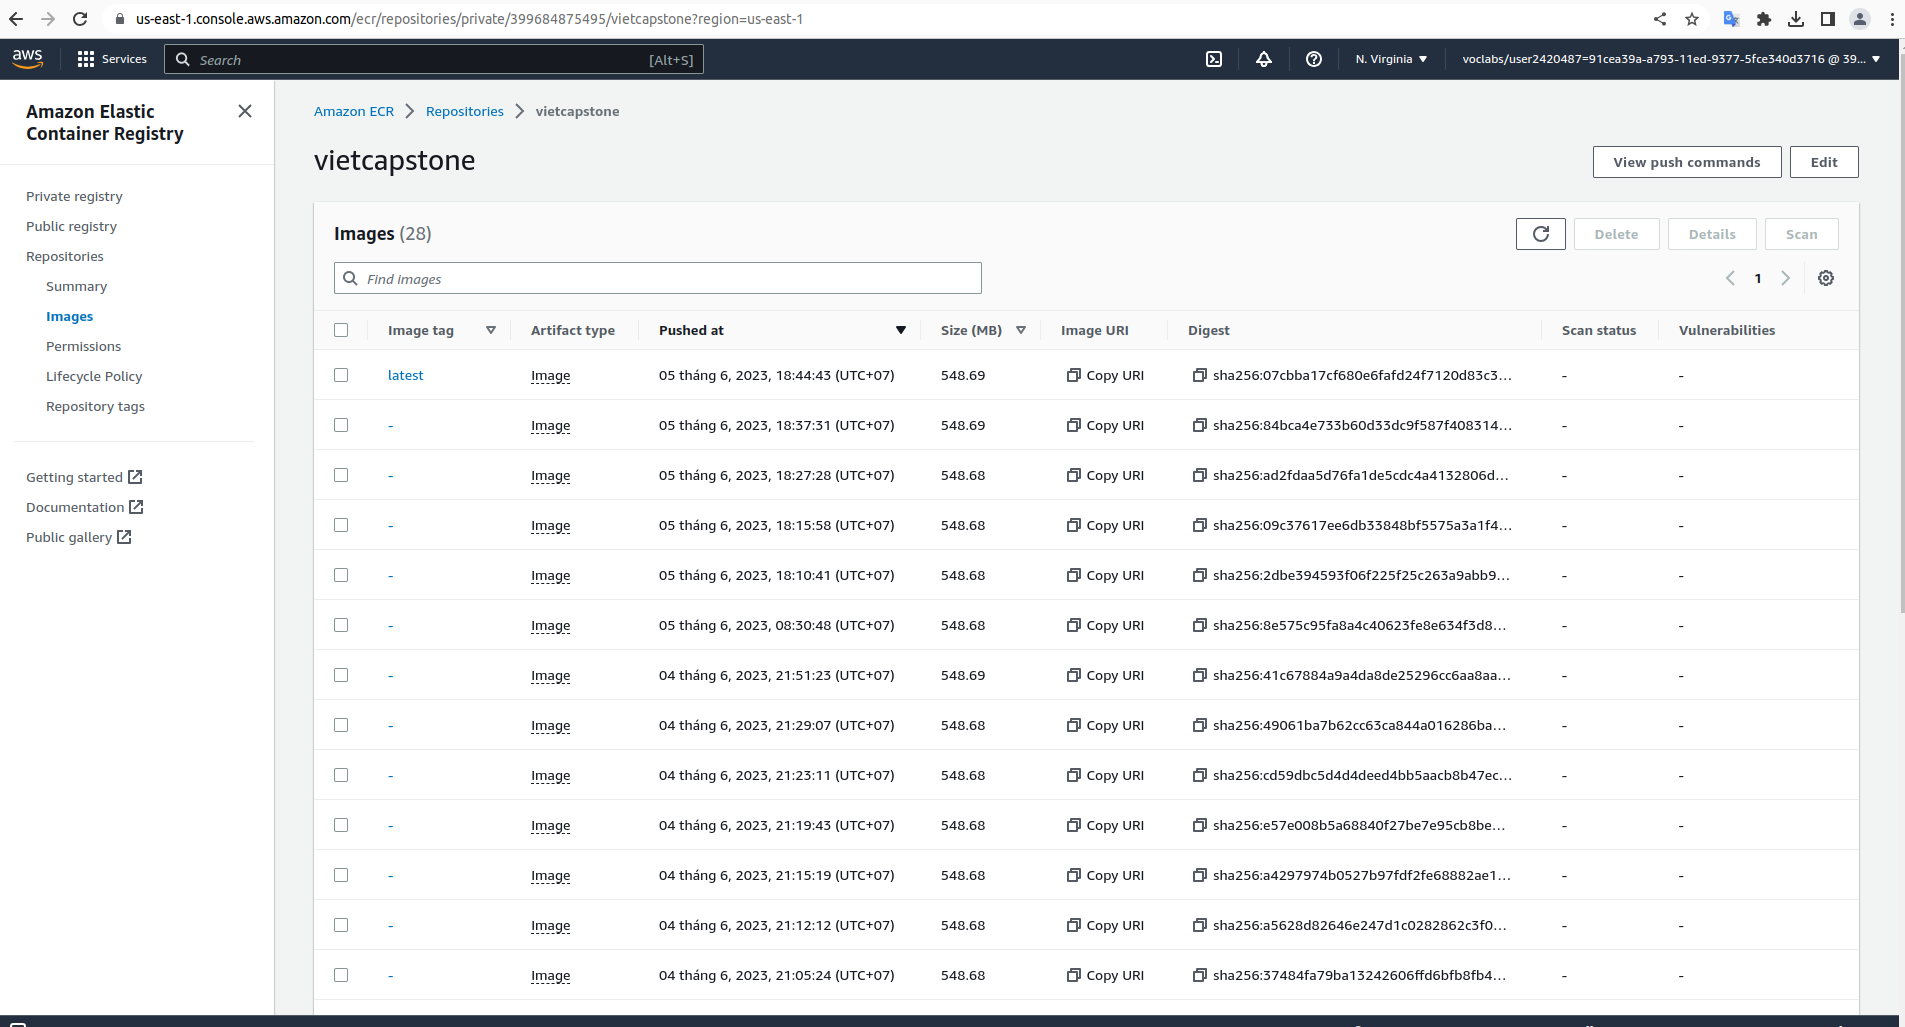 us-east-1.console.aws.amazon.com/ecr/repositories/private/399684875495/vietcapstone?region=us-east-1
aws Services Search [Alt+S] N. Virginia voclabs/user2420487=91cea39a-a793-11ed-9377-5fce340d3716 @ 39...
Amazon Elastic
Container Registry
Private registry
Public registry
Repositories
Summary
Images
Permissions
Lifecycle Policy
Repository tags
Getting started
Documentation
Public gallery
Amazon ECR Repositories vietcapstone
vietcapstone
View push commands Edit
Images (28)
Delete Details Scan
Find images
1
Image tag Artifact type Pushed at Size (MB) Image URI Digest Scan status Vulnerabilities
latest Image 05 tháng 6, 2023, 18:44:43 (UTC+07) 548.69 Copy URI sha256:07cbba17cf680e6fafd24f7120d83c3... - -
- Image 05 tháng 6, 2023, 18:37:31 (UTC+07) 548.69 Copy URI sha256:84bca4e733b60d33dc9f587f408314... - -
- Image 05 tháng 6, 2023, 18:27:28 (UTC+07) 548.68 Copy URI sha256:ad2fdaa5d76fa1de5cdc4a4132806d... - -
- Image 05 tháng 6, 2023, 18:15:58 (UTC+07) 548.68 Copy URI sha256:09c37617ee6db33848bf5575a3a1f4... - -
- Image 05 tháng 6, 2023, 18:10:41 (UTC+07) 548.68 Copy URI sha256:2dbe394593f06f225f25c263a9abb9... - -
- Image 05 tháng 6, 2023, 08:30:48 (UTC+07) 548.68 Copy URI sha256:8e575c95fa8a4c40623fe8e634f3d8... - -
- Image 04 tháng 6, 2023, 21:51:23 (UTC+07) 548.69 Copy URI sha256:41c67884a9a4da8de25296cc6aa8aa... - -
- Image 04 tháng 6, 2023, 21:29:07 (UTC+07) 548.68 Copy URI sha256:49061ba7b62cc63ca844a016286ba... - -
- Image 04 tháng 6, 2023, 21:23:11 (UTC+07) 548.68 Copy URI sha256:cd59dbc5d4d4deed4bb5aacb8b47ec... - -
- Image 04 tháng 6, 2023, 21:19:43 (UTC+07) 548.68 Copy URI sha256:e57e008b5a68840f27be7e95cb8be... - -
- Image 04 tháng 6, 2023, 21:15:19 (UTC+07) 548.68 Copy URI sha256:a4297974b0527b97fdf2fe68882ae1... - -
- Image 04 tháng 6, 2023, 21:12:12 (UTC+07) 548.68 Copy URI sha256:a5628d82646e247d1c0282862c3f0... - -
- Image 04 tháng 6, 2023, 21:05:24 (UTC+07) 548.68 Copy URI sha256:37484fa79ba13242606ffd6bfb8fb4... - -